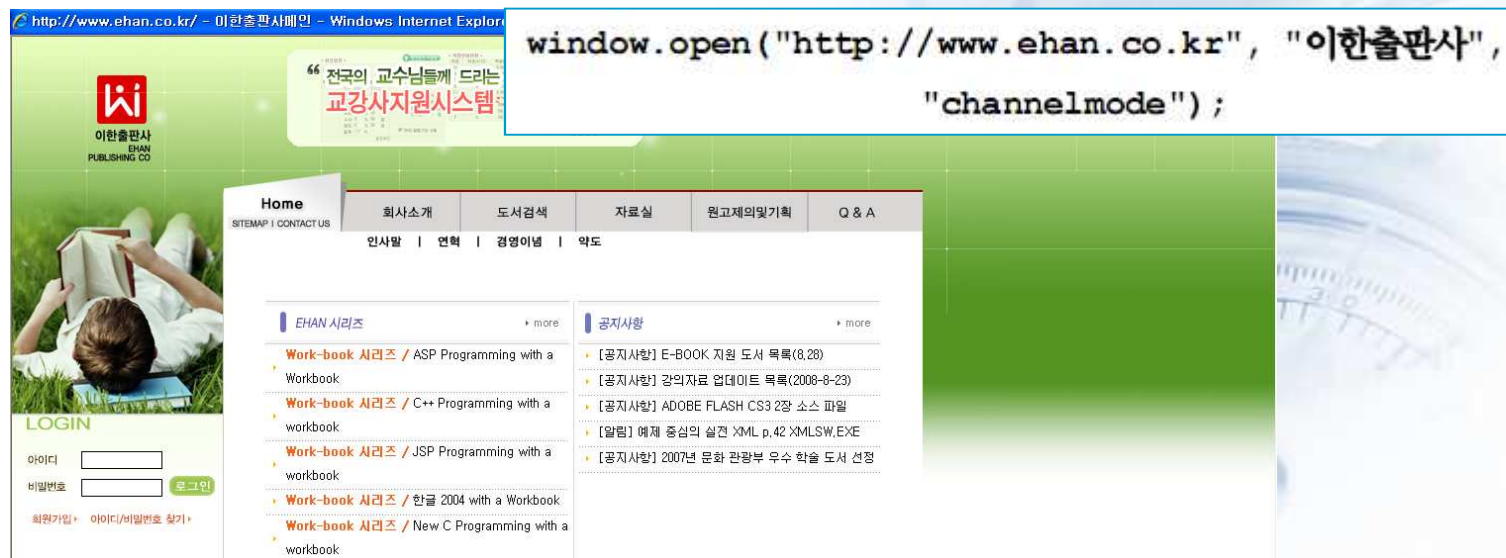 http://www.ehan.co.kr/ - 이한출판사메인 - Windows Internet Explor
window.open("http://www.ehan.co.kr", "이한출판사",
"channelmode");
“ 전국의 교수님들께 드리는
교강사지원시스템
이한출판사
EHAN
PUBLISHING CO
Home
SITEMAP | CONTACT US
회사소개
도서검색
자료실
원고제의및기획
Q & A
인사말 | 연혁 | 경영이념 | 약도
EHAN 시리즈
more
Work-book 시리즈 / ASP Programming with a
Workbook
Work-book 시리즈 / C++ Programming with a
workbook
Work-book 시리즈 / JSP Programming with a
workbook
Work-book 시리즈 / 한글 2004 with a Workbook
Work-book 시리즈 / New C Programming with a
workbook
공지사항
more
[공지사항] E-BOOK 지원 도서 목록(8,28)
[공지사항] 강의자료 업데이트 목록(2008-8-23)
[공지사항] ADOBE FLASH CS3 2장 소스 파일
[알림] 예제 중심의 실전 XML p,42 XMLSW,EXE
[공지사항] 2007년 문화 관광부 우수 학술 도서 선정
LOGIN
아이디
비밀번호
로그인
회원가입 아이디/비밀번호 찾기